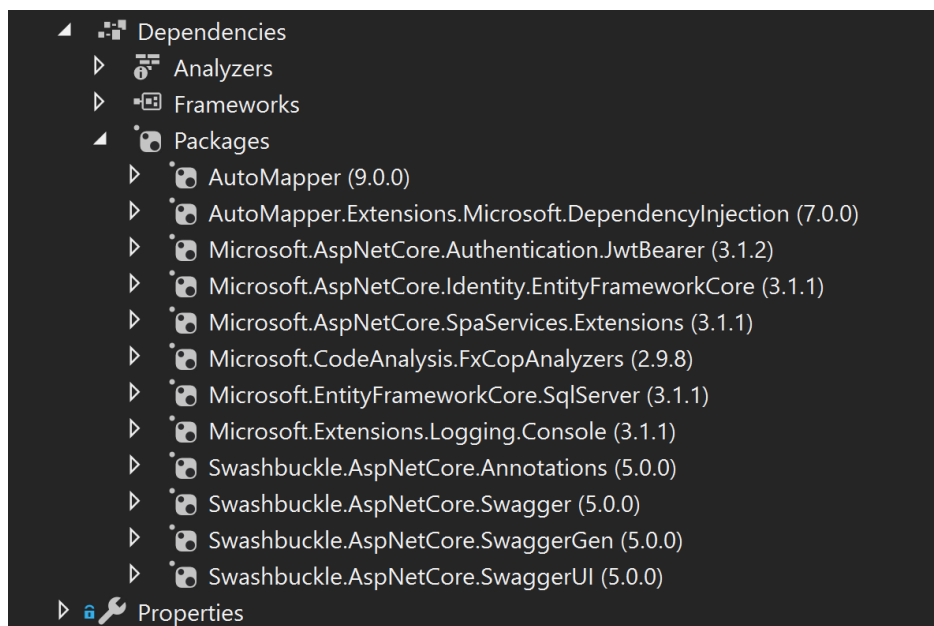 Dependencies
Analyzers
Frameworks
Packages
AutoMapper (9.0.0)
AutoMapper.Extensions.Microsoft.DependencyInjection (7.0.0)
Microsoft.AspNetCore.Authentication.JwtBearer (3.1.2)
Microsoft.AspNetCore.Identity.EntityFrameworkCore (3.1.1)
Microsoft.AspNetCore.SpaServices.Extensions (3.1.1)
Microsoft.CodeAnalysis.FxCopAnalyzers (2.9.8)
Microsoft.EntityFrameworkCore.SqlServer (3.1.1)
Microsoft.Extensions.Logging.Console (3.1.1)
Swashbuckle.AspNetCore.Annotations (5.0.0)
Swashbuckle.AspNetCore.Swagger (5.0.0)
Swashbuckle.AspNetCore.SwaggerGen (5.0.0)
Swashbuckle.AspNetCore.SwaggerUI (5.0.0)
Properties